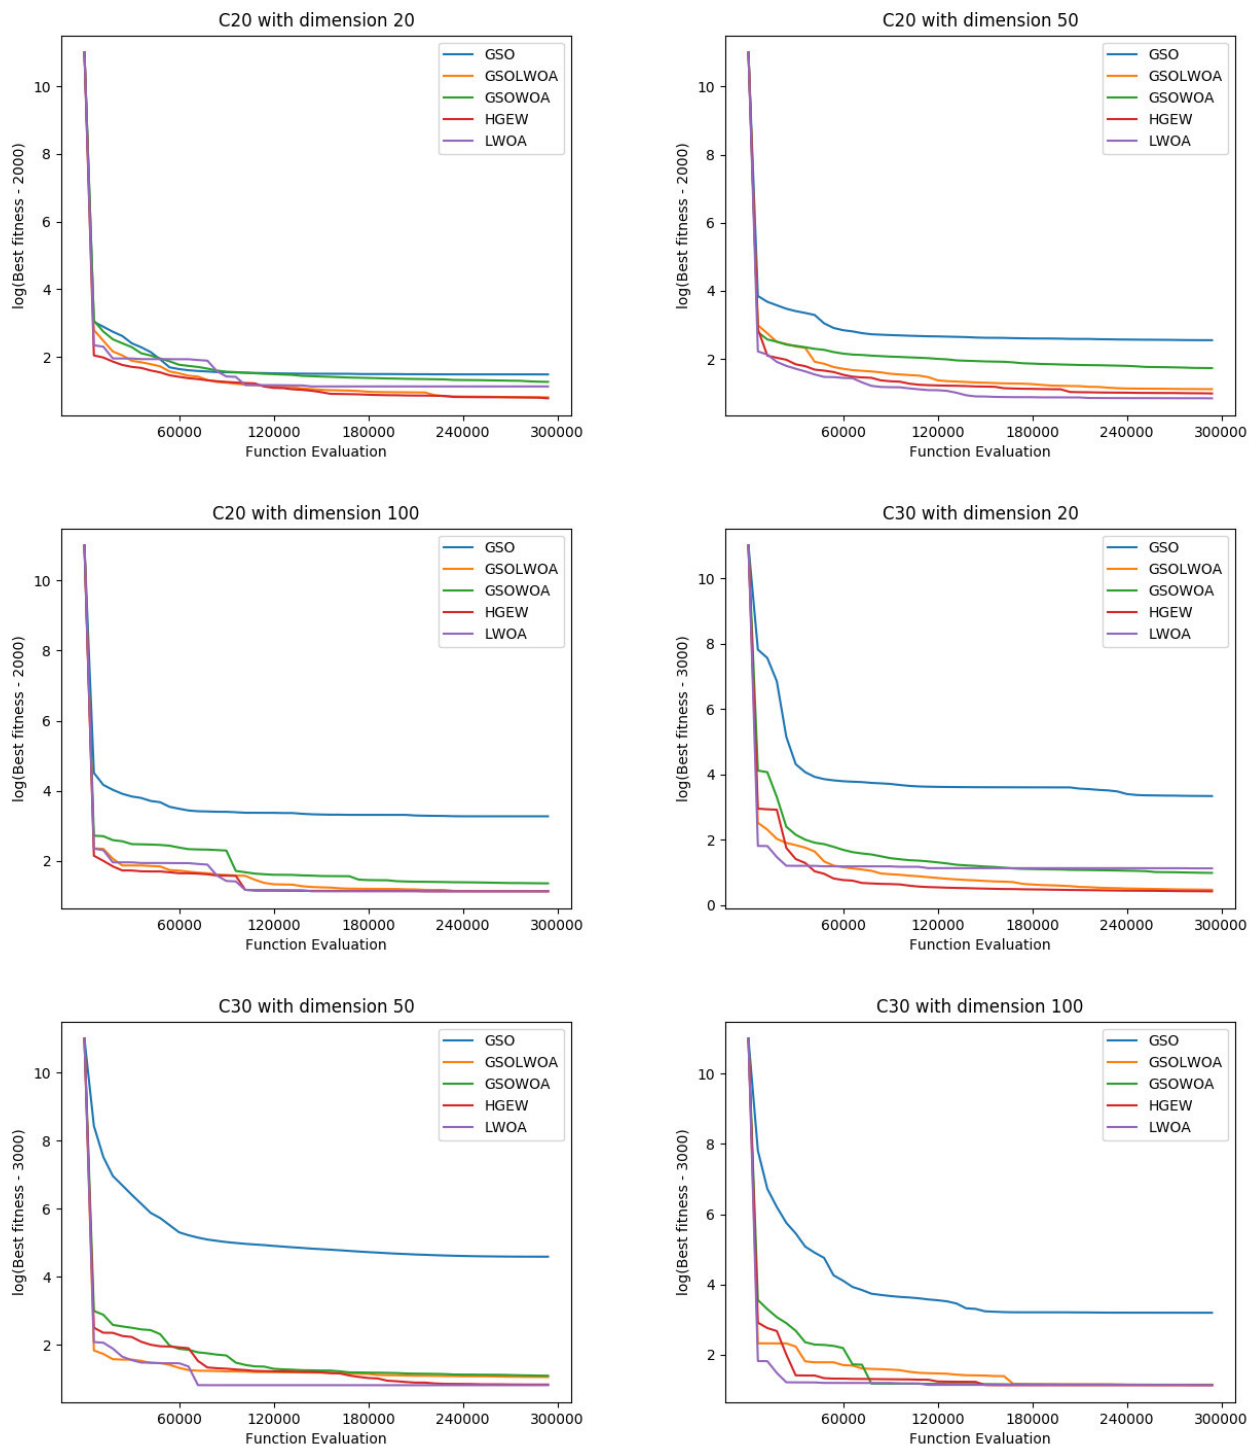 C20 with dimension 20
log(Best fitness - 2000)
10
8
6
4
2
GSO
GSOLWOA
GSOWOA
HGEW
LWOA
60000 120000 180000 240000 300000
Function Evaluation
C20 with dimension 50
log(Best fitness - 2000)
10
8
6
4
2
GSO
GSOLWOA
GSOWOA
HGEW
LWOA
60000 120000 180000 240000 300000
Function Evaluation
C20 with dimension 100
log(Best fitness - 2000)
10
8
6
4
2
GSO
GSOLWOA
GSOWOA
HGEW
LWOA
60000 120000 180000 240000 300000
Function Evaluation
C30 with dimension 20
log(Best fitness - 3000)
10
8
6
4
2
0
GSO
GSOLWOA
GSOWOA
HGEW
LWOA
60000 120000 180000 240000 300000
Function Evaluation
C30 with dimension 50
log(Best fitness - 3000)
10
8
6
4
2
GSO
GSOLWOA
GSOWOA
HGEW
LWOA
60000 120000 180000 240000 300000
Function Evaluation
C30 with dimension 100
log(Best fitness - 3000)
10
8
6
4
2
GSO
GSOLWOA
GSOWOA
HGEW
LWOA
60000 120000 180000 240000 300000
Function Evaluation